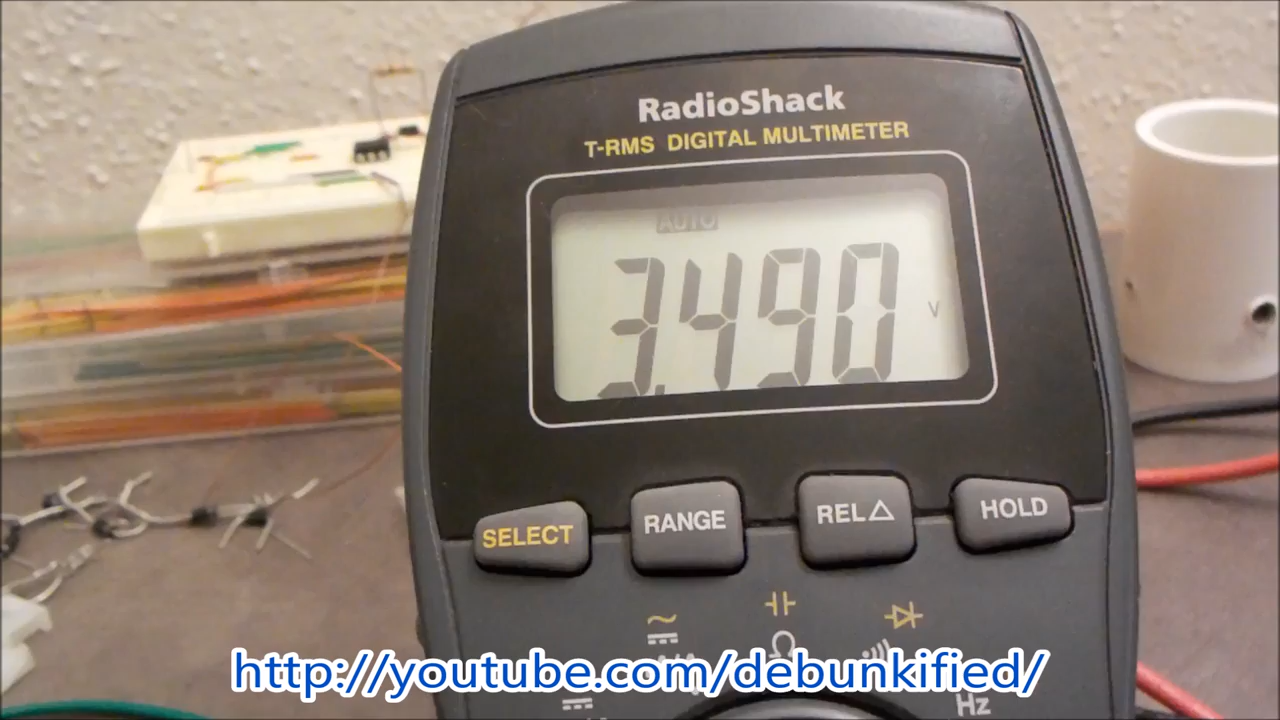 RadioShack
T-RMS DIGITAL MULTIMETER
AUTO
3.490 V
SELECT RANGE REL△ HOLD
Ω
Hz
http://youtube.com/debunkified/